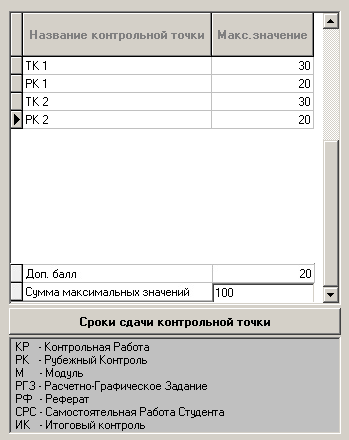 Название контрольной точки Макс.значение
ТК 1 30
РК 1 20
ТК 2 30
РК 2 20
Доп. балл 20
Сумма максимальных значений 100
Сроки сдачи контрольной точки
КР - Контрольная Работа
РК - Рубежный Контроль
М - Модуль
РГЗ - Расчетно-Графическое Задание
РФ - Реферат
СРС - Самостоятельная Работа Студента
ИК - Итоговый контроль